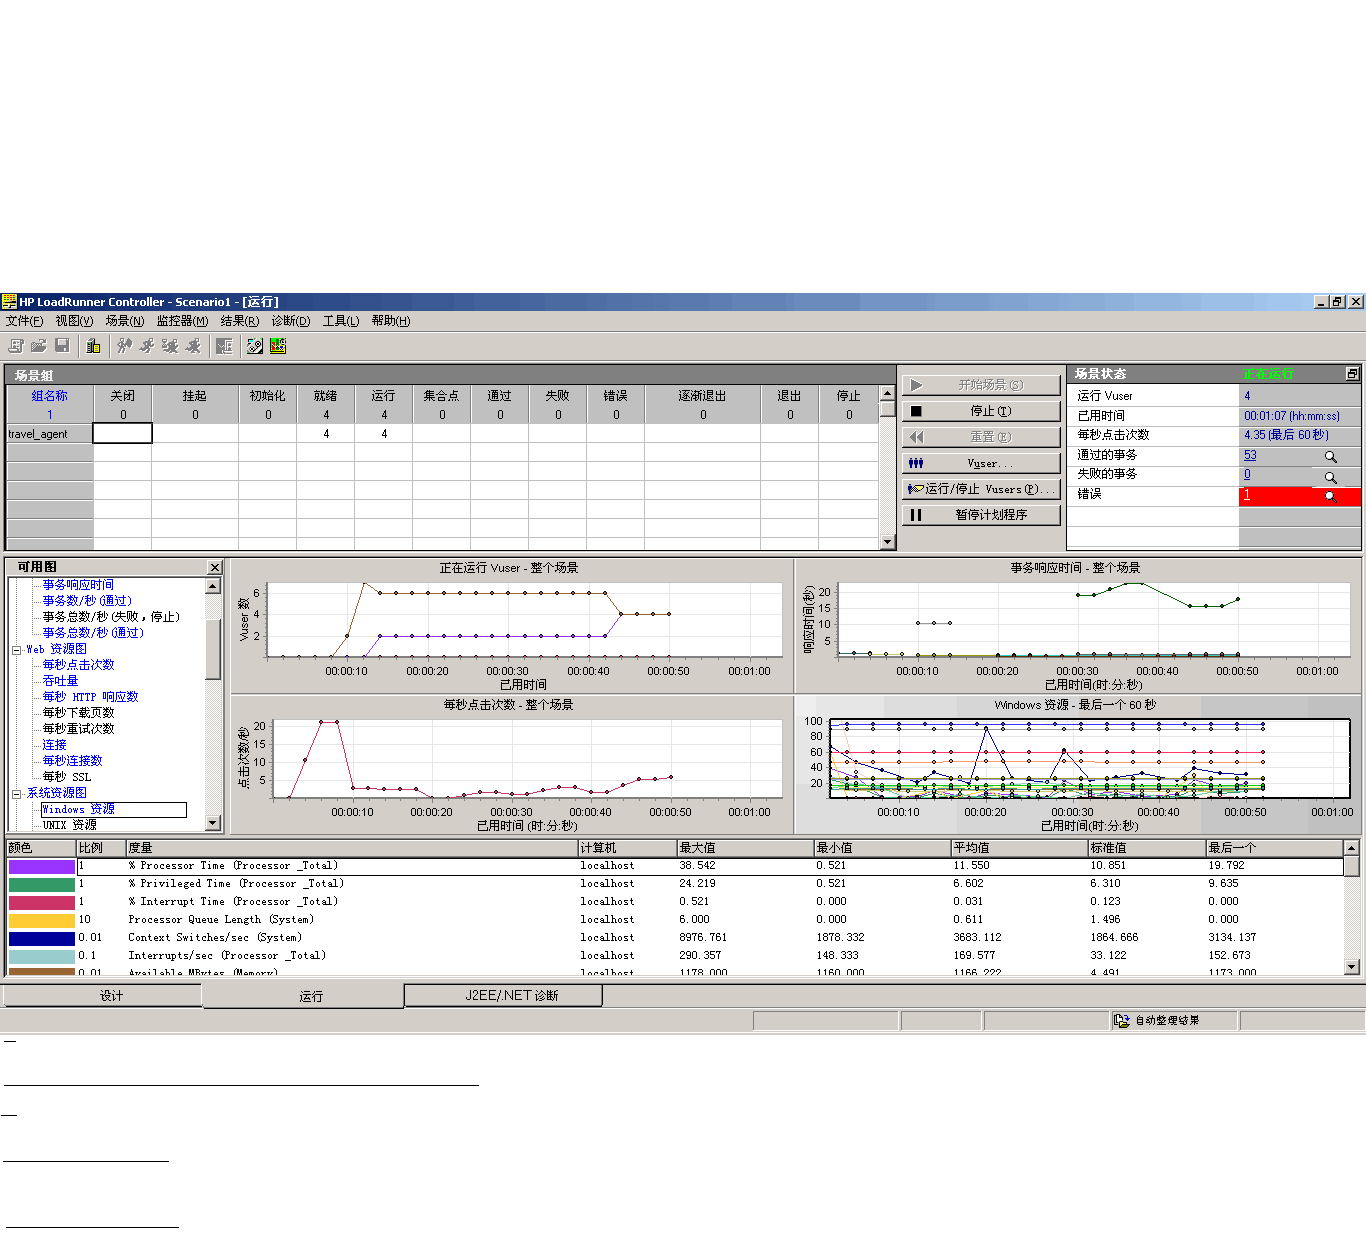 HP LoadRunner Controller - Scenario1 - [运行]
文件(F) 视图(V) 场景(N) 监控器(M) 结果(R) 诊断(D) 工具(L) 帮助(H)
场景组
组名称 关闭 挂起 初始化 就绪 运行 集合点 通过 失败 错误 逐渐退出 退出 停止
1 0 0 0 4 4 0 0 0 0 0 0 0
travel_agent 4 4
开始场景(S)
停止(T)
重置(E)
Vuser...
运行/停止 Vusers(P)...
暂停计划程序
场景状态 正在运行
运行 Vuser 4
已用时间 00:01:07 (hh:mm:ss)
每秒点击次数 4.35 (最后 60 秒)
通过的事务 53
失败的事务 0
错误 1
可用图
事务响应时间
事务数/秒(通过)
事务总数/秒(失败,停止)
事务总数/秒(通过)
Web 资源图
每秒点击次数
吞吐量
每秒 HTTP 响应数
每秒下载页数
每秒重试次数
连接
每秒连接数
每秒 SSL
系统资源图
Windows 资源
UNIX 资源
正在运行 Vuser - 整个场景
Vuser 数
6
4
2
00:00:10 00:00:20 00:00:30 00:00:40 00:00:50 00:01:00
已用时间
事务响应时间 - 整个场景
响应时间(秒)
20
15
10
5
00:00:10 00:00:20 00:00:30 00:00:40 00:00:50 00:01:00
已用时间(时:分:秒)
每秒点击次数 - 整个场景
点击次数/秒
20
15
10
5
00:00:10 00:00:20 00:00:30 00:00:40 00:00:50 00:01:00
已用时间 (时:分:秒)
Windows 资源 - 最后一个 60 秒
100
80
60
40
20
00:00:10 00:00:20 00:00:30 00:00:40 00:00:50 00:01:00
已用时间(时:分:秒)
颜色 比例 度量 计算机 最大值 最小值 平均值 标准值 最后一个
1 % Processor Time (Processor _Total) localhost 38.542 0.521 11.550 10.851 19.792
1 % Privileged Time (Processor _Total) localhost 24.219 0.521 6.602 6.310 9.635
1 % Interrupt Time (Processor _Total) localhost 0.521 0.000 0.031 0.123 0.000
10 Processor Queue Length (System) localhost 6.000 0.000 0.611 1.496 0.000
0.01 Context Switches/sec (System) localhost 8976.761 1878.332 3683.112 1864.666 3134.137
0.1 Interrupts/sec (Processor _Total) localhost 290.357 148.333 169.577 33.122 152.673
0.01 Available MBytes (Memory) localhost 1178.000 1160.000 1166.222 4.491 1173.000
设计 运行 J2EE/.NET 诊断
自动整理结果